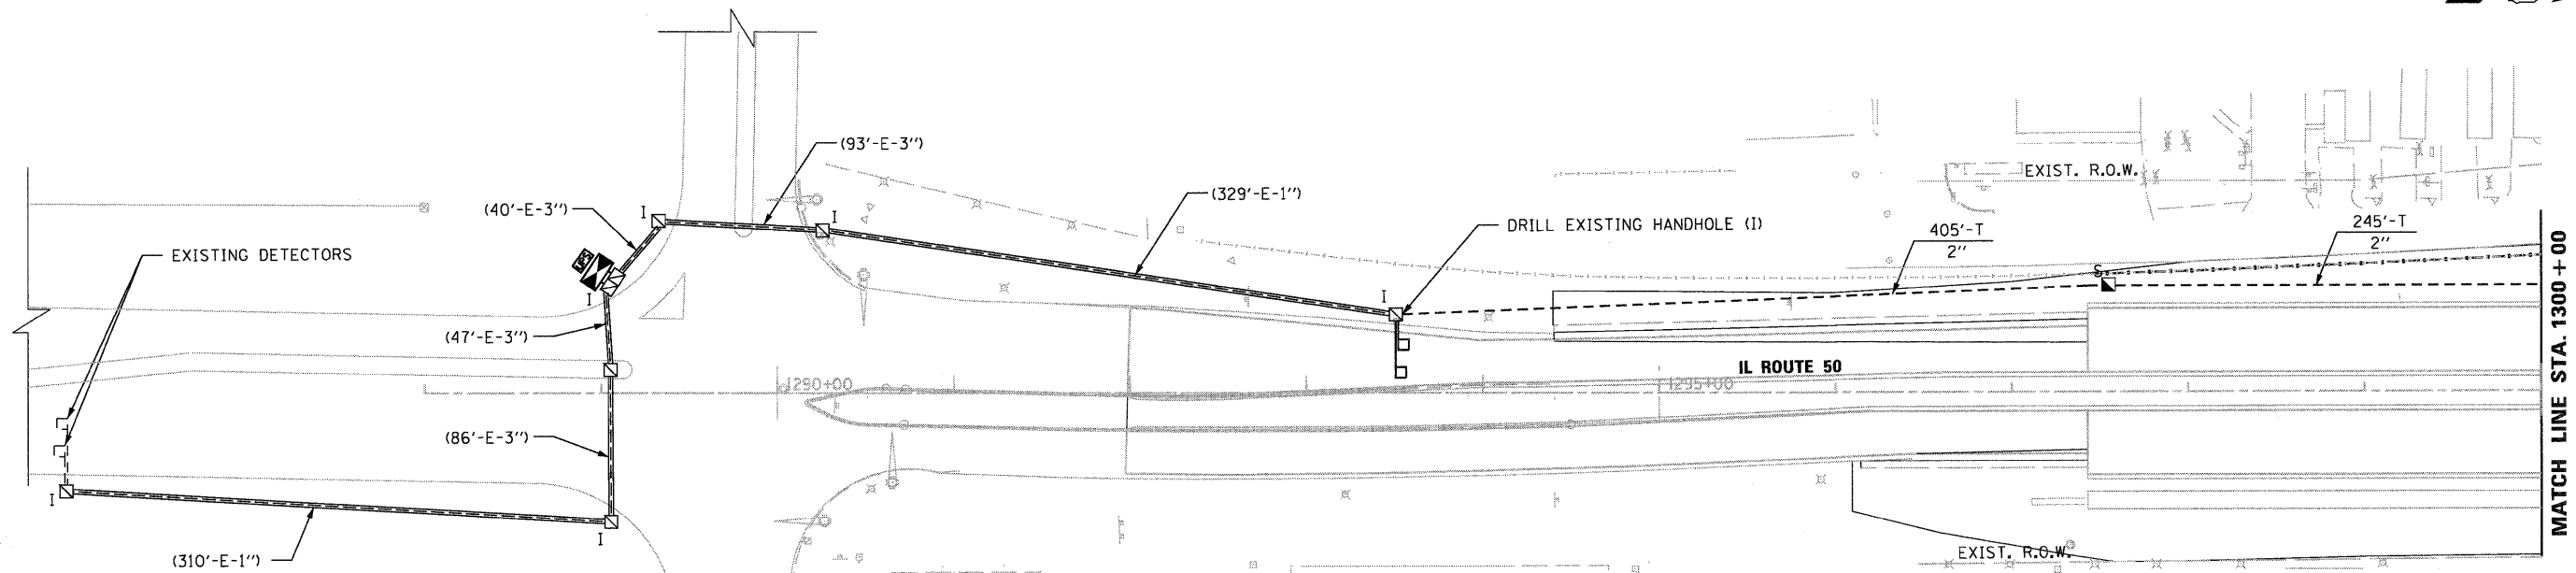 (93'-E-3")
EXIST. R.O.W.
(329'-E-1")
(40'-E-3")
I
I
DRILL EXISTING HANDHOLE (I)
405'-T
2"
245'-T
2"
EXISTING DETECTORS
UPS
S
I
I
(47'-E-3")
IL ROUTE 50
1290+00
1295+00
(86'-E-3")
I
I
(310'-E-1")
EXIST. R.O.W.
MATCH LINE STA. 1300+00